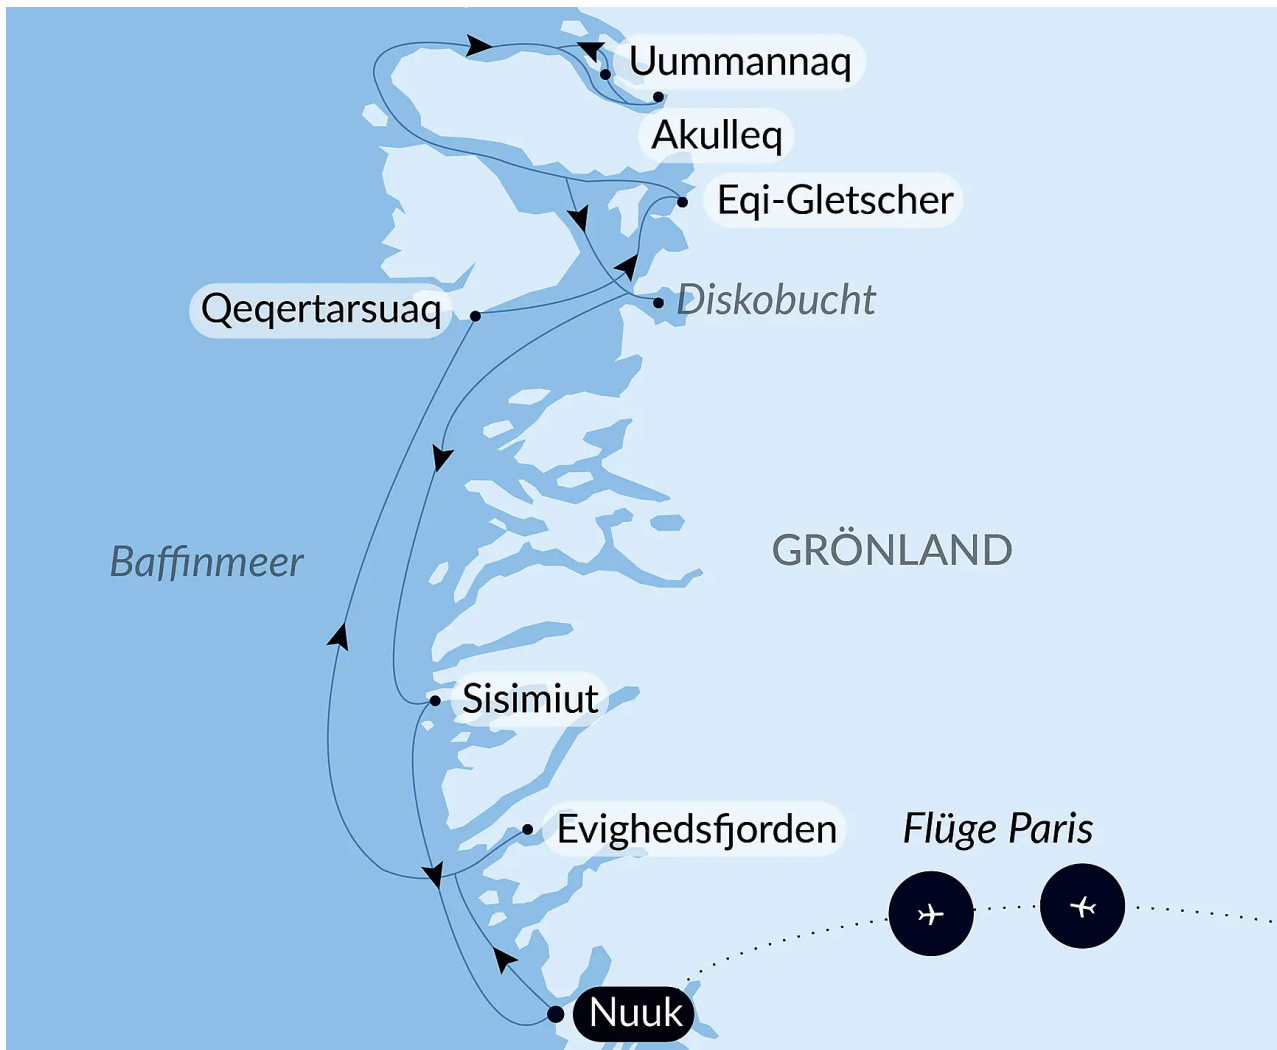 Uummannaq
Akulleq
Eqi-Gletscher
Qeqertarsuaq
Diskobucht
Baffinmeer
GRÖNLAND
Sisimiut
Evighedsfjorden
Flüge Paris
Nuuk